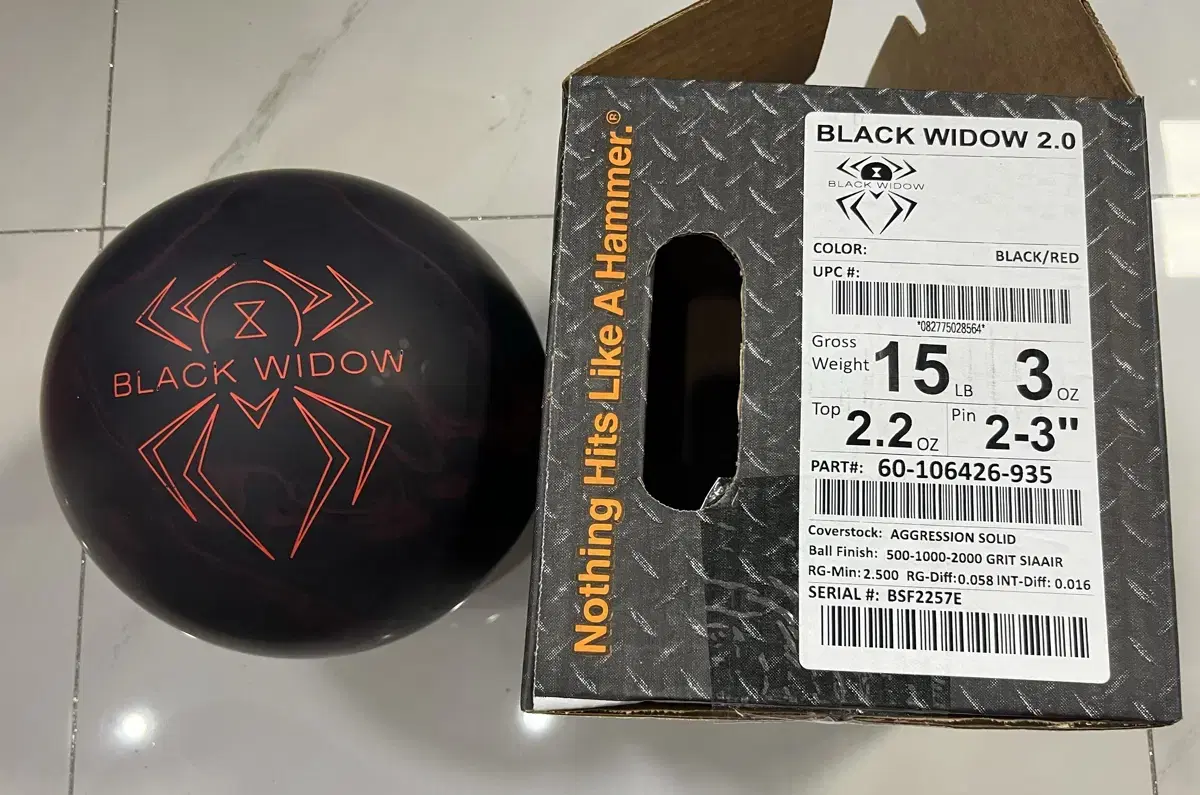 BLACK WIDOW
Nothing Hits Like A Hammer.®
BLACK WIDOW 2.0
BLACK WIDOW
COLOR: BLACK/RED
UPC #:
*082775028564*
Gross Weight 15 LB 3 OZ
Top 2.2 OZ Pin 2-3"
PART#: 60-106426-935
Coverstock: AGGRESSION SOLID
Ball Finish: 500-1000-2000 GRIT SIAAIR
RG-Min: 2.500 RG-Diff: 0.058 INT-Diff: 0.016
SERIAL #: BSF2257E